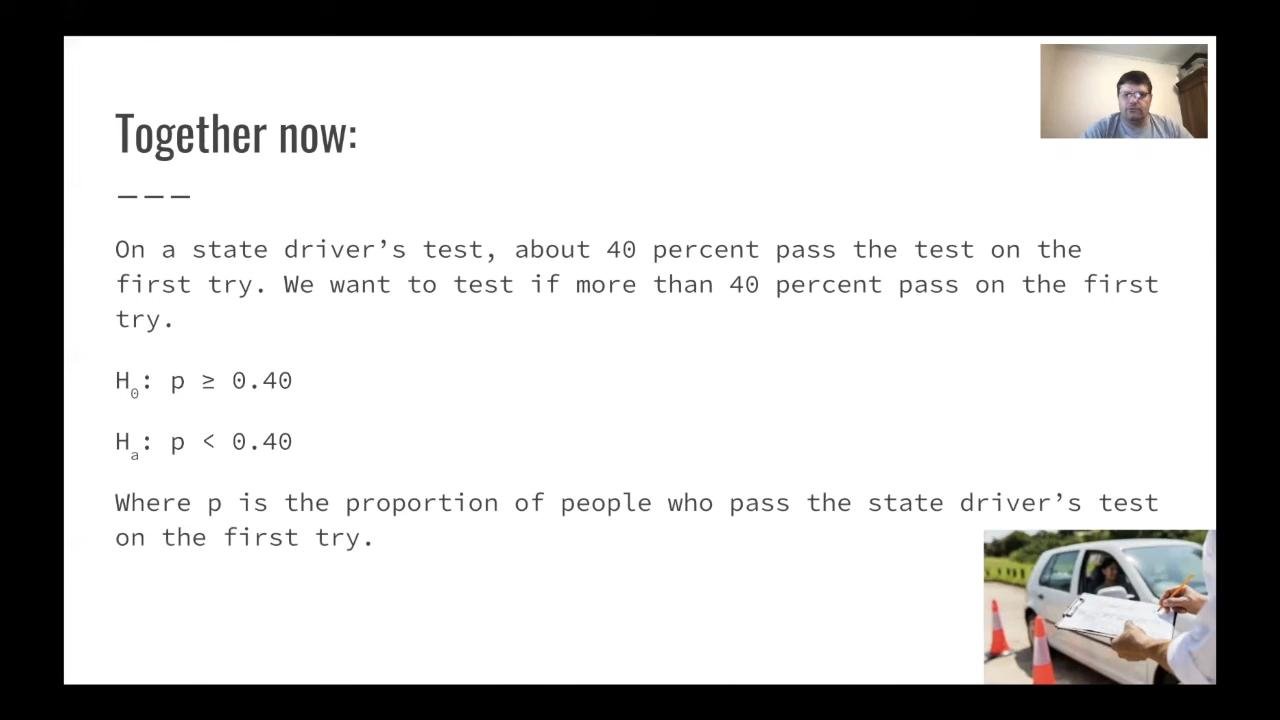 Together now:
On a state driver’s test, about 40 percent pass the test on the
first try. We want to test if more than 40 percent pass on the first
try.
H₀: p ≥ 0.40
Hₐ: p < 0.40
Where p is the proportion of people who pass the state driver’s test
on the first try.